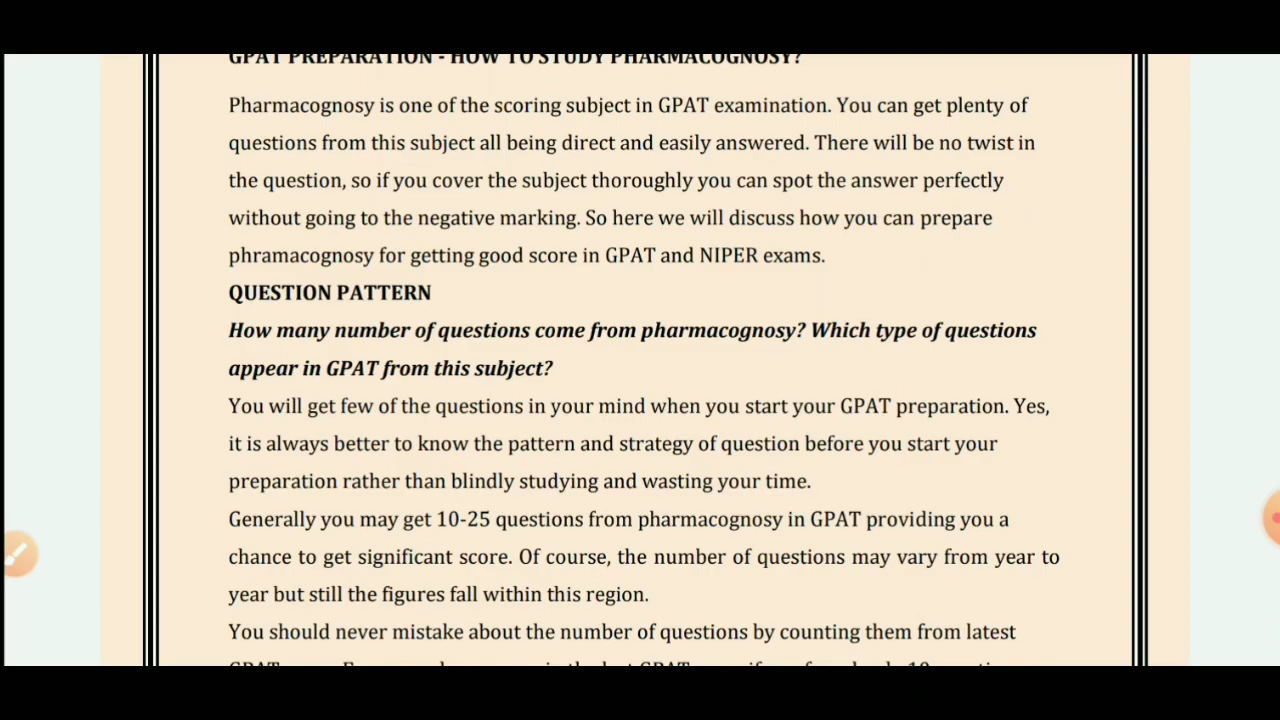 GPAT PREPARATION - HOW TO STUDY PHARMACOGNOSY?
Pharmacognosy is one of the scoring subject in GPAT examination. You can get plenty of
questions from this subject all being direct and easily answered. There will be no twist in
the question, so if you cover the subject thoroughly you can spot the answer perfectly
without going to the negative marking. So here we will discuss how you can prepare
phramacognosy for getting good score in GPAT and NIPER exams.
QUESTION PATTERN
How many number of questions come from pharmacognosy? Which type of questions
appear in GPAT from this subject?
You will get few of the questions in your mind when you start your GPAT preparation. Yes,
it is always better to know the pattern and strategy of question before you start your
preparation rather than blindly studying and wasting your time.
Generally you may get 10-25 questions from pharmacognosy in GPAT providing you a
chance to get significant score. Of course, the number of questions may vary from year to
year but still the figures fall within this region.
You should never mistake about the number of questions by counting them from latest